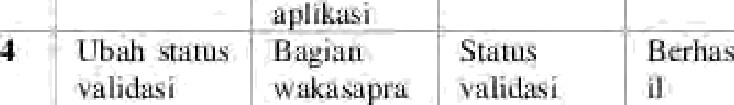 aplikasi
4 Ubah status Bagian Status Berhas
validasi wakasapra validasi il